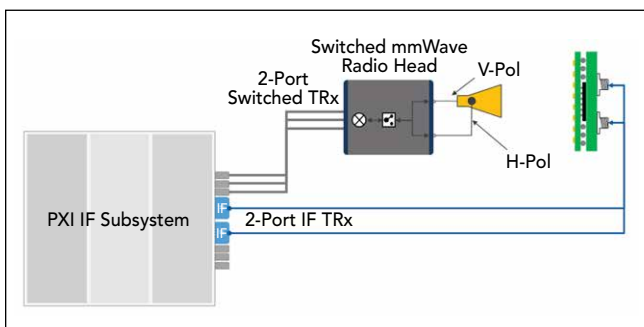 Switched mmWave
Radio Head
V-Pol
2-Port
Switched TRx
H-Pol
PXI IF Subsystem
IF
2-Port IF TRx
IF